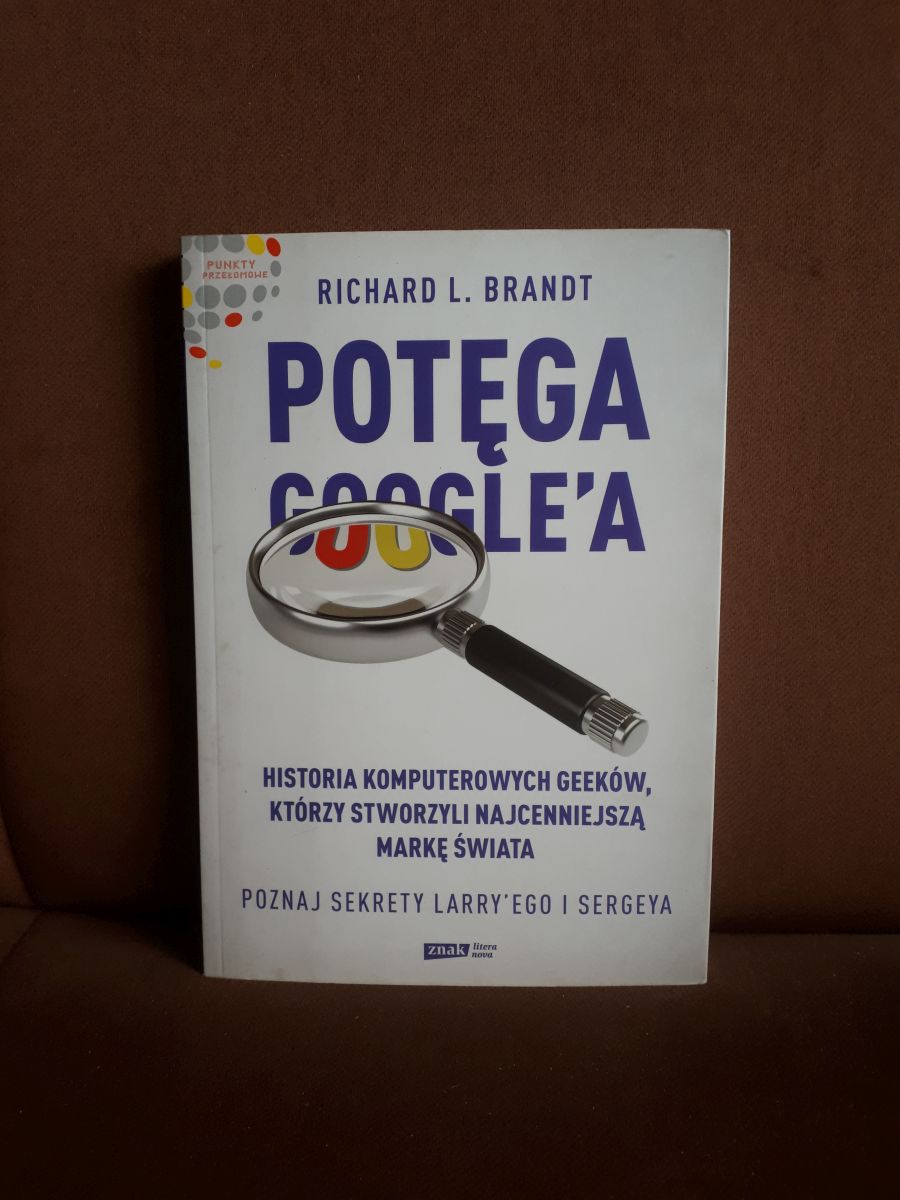 PUNKTY
PRZEŁOMOWE
RICHARD L. BRANDT
POTĘGA
GOOGLE'A
HISTORIA KOMPUTEROWYCH GEEKÓW,
KTÓRZY STWORZYLI NAJCENNIEJSZĄ
MARKĘ ŚWIATA
POZNAJ SEKRETY LARRY'EGO I SERGEYA
znak litera
nova